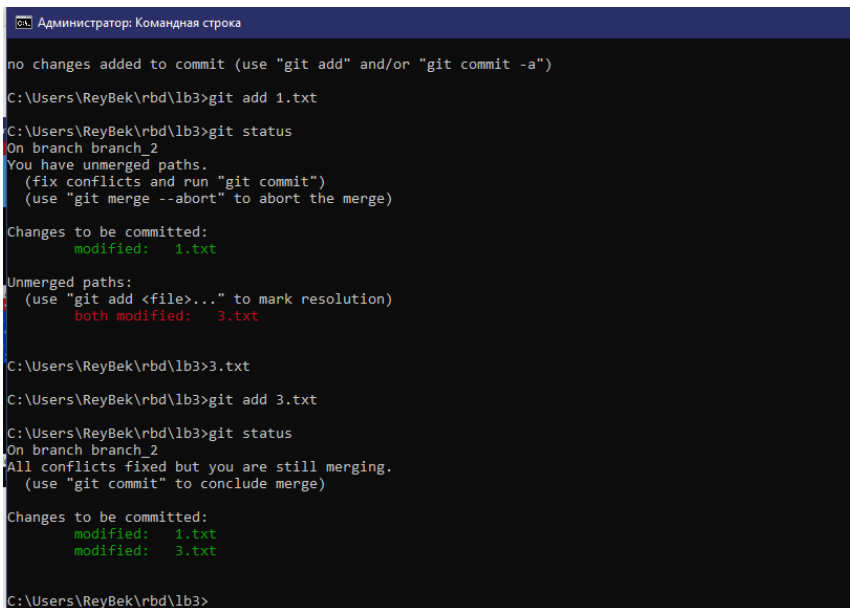 Администратор: Командная строка
no changes added to commit (use "git add" and/or "git commit -a")
C:\Users\ReyBek\rbd\lb3>git add 1.txt
C:\Users\ReyBek\rbd\lb3>git status
On branch branch_2
You have unmerged paths.
(fix conflicts and run "git commit")
(use "git merge --abort" to abort the merge)
Changes to be committed:
modified: 1.txt
Unmerged paths:
(use "git add <file>..." to mark resolution)
both modified: 3.txt
C:\Users\ReyBek\rbd\lb3>3.txt
C:\Users\ReyBek\rbd\lb3>git add 3.txt
C:\Users\ReyBek\rbd\lb3>git status
On branch branch_2
All conflicts fixed but you are still merging.
(use "git commit" to conclude merge)
Changes to be committed:
modified: 1.txt
modified: 3.txt
C:\Users\ReyBek\rbd\lb3>